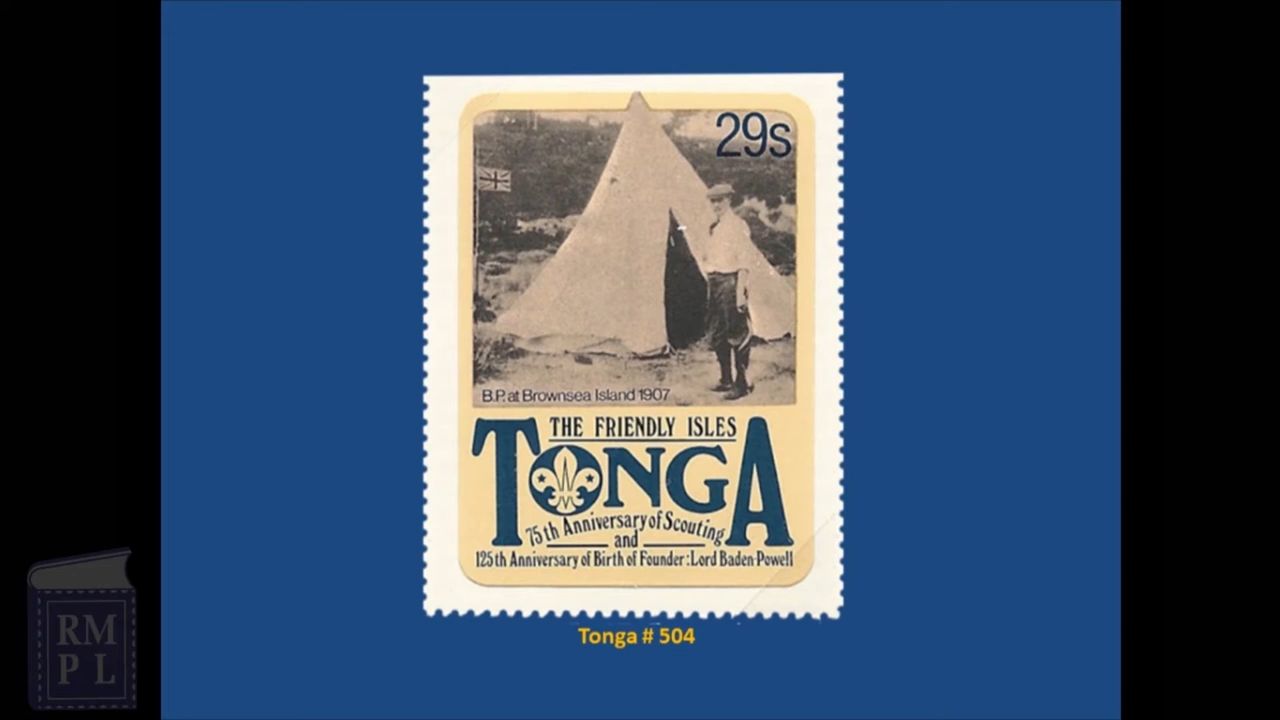 29s
B.P. at Brownsea Island 1907
THE FRIENDLY ISLES
TONGA
75th Anniversary of Scouting
and
125th Anniversary of Birth of Founder: Lord Baden-Powell
Tonga # 504
RM
PL